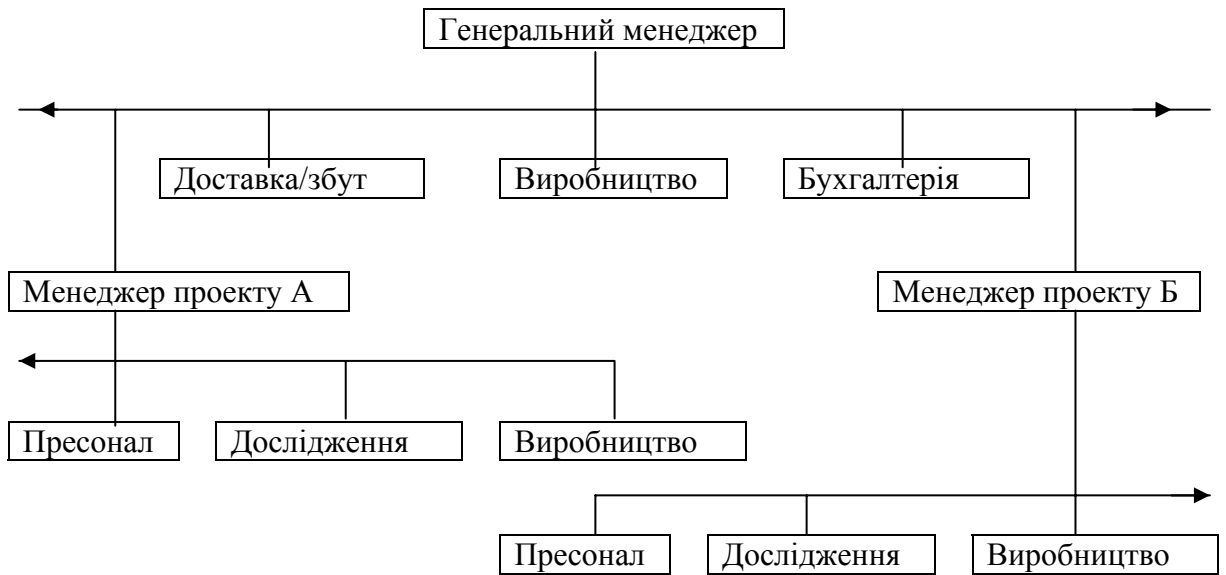 Генеральний менеджер
Доставка/збут
Виробництво
Бухгалтерія
Менеджер проекту А
Менеджер проекту Б
Пресонал
Дослідження
Виробництво
Пресонал
Дослідження
Виробництво